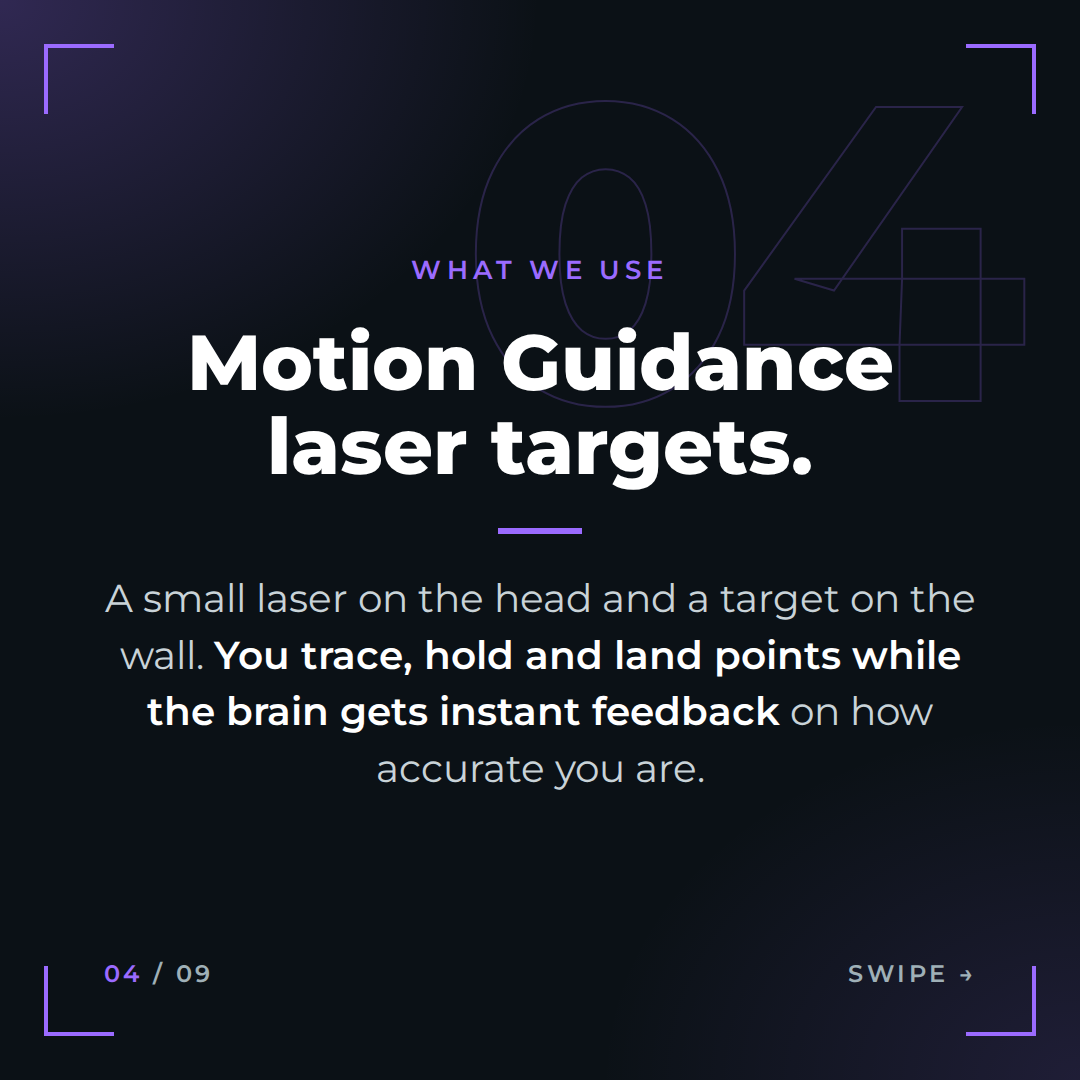 04
WHAT WE USE
Motion Guidance
laser targets.
A small laser on the head and a target on the
wall. You trace, hold and land points while
the brain gets instant feedback on how
accurate you are.
04 / 09
SWIPE →